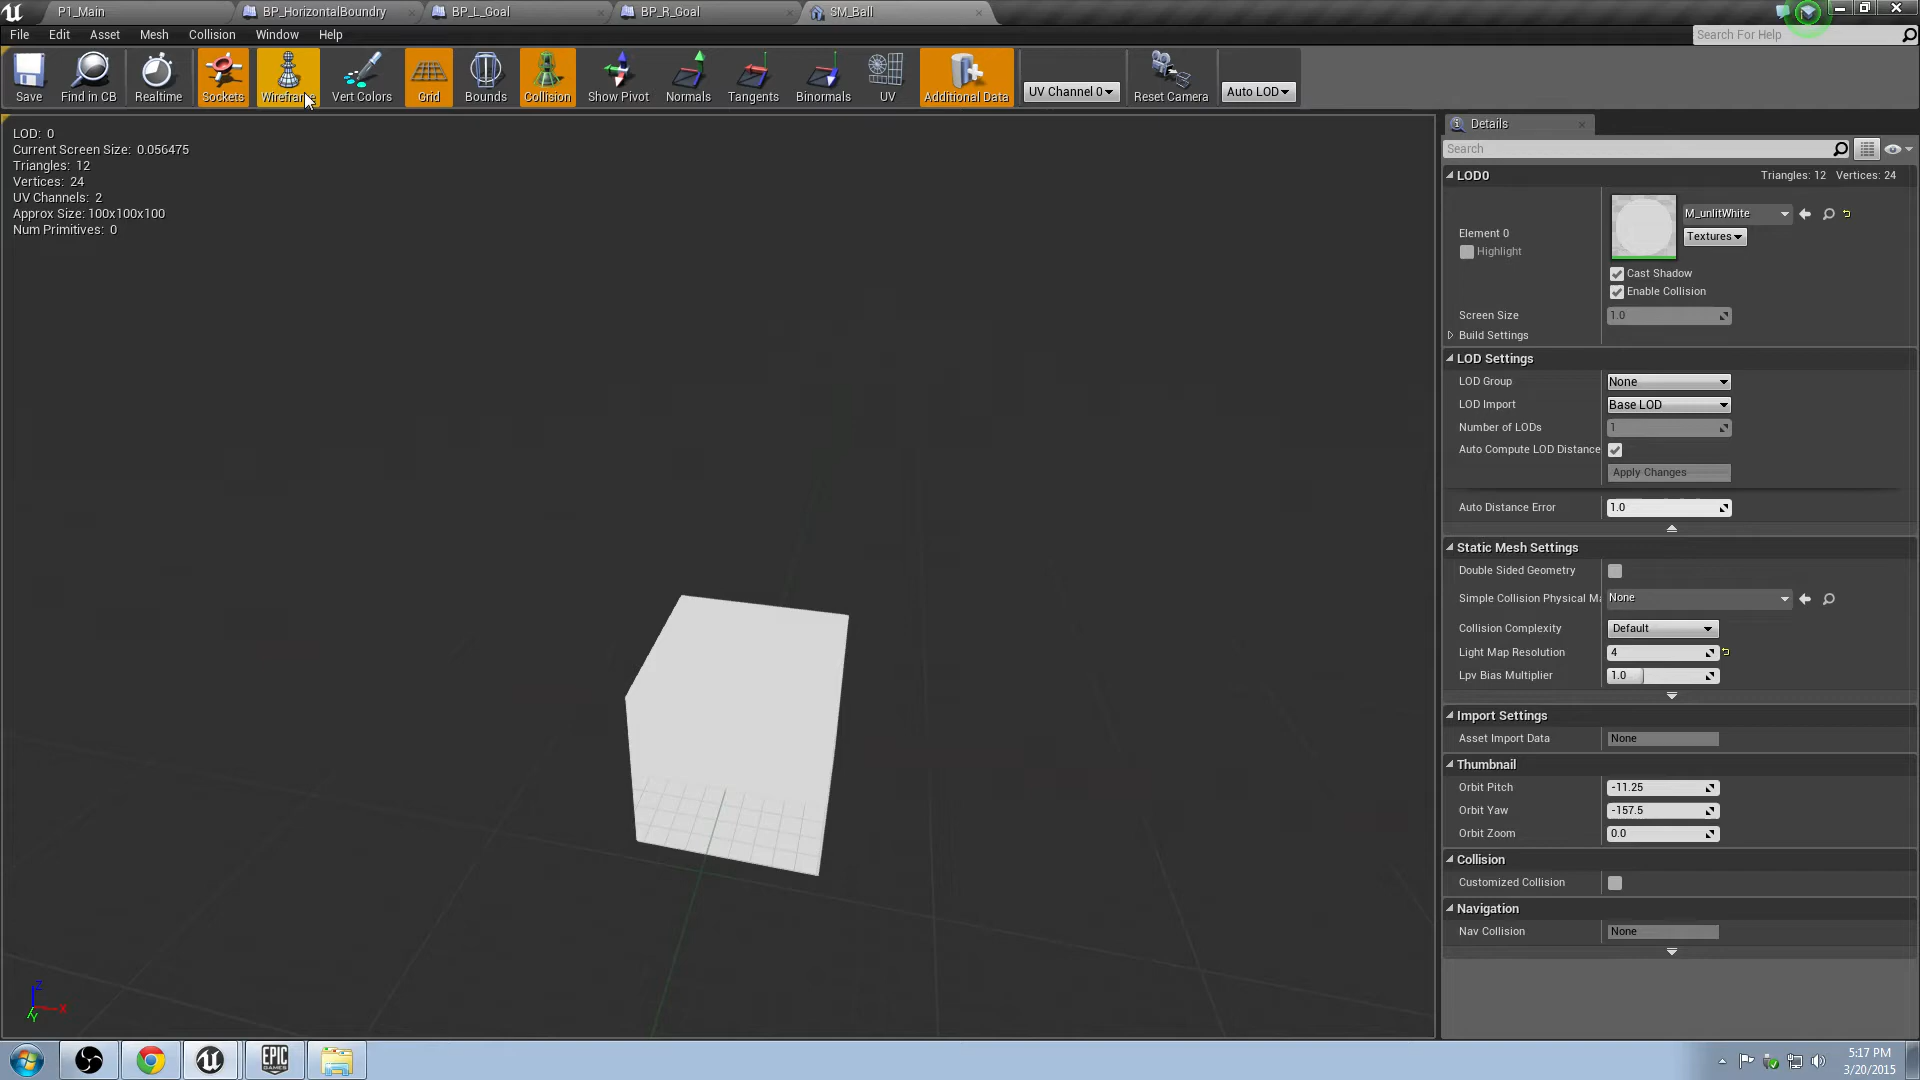 P1_Main
BP_HorizontalBoundry
BP_L_Goal
BP_R_Goal
SM_Ball
File Edit Asset Mesh Collision Window Help
Search For Help
Save
Find in CB
Realtime
Sockets
Wireframe
Vert Colors
Grid
Bounds
Collision
Show Pivot
Normals
Tangents
Binormals
UV
Additional Data
UV Channel 0
Reset Camera
Auto LOD
LOD: 0
Current Screen Size: 0.056475
Triangles: 12
Vertices: 24
UV Channels: 2
Approx Size: 100x100x100
Num Primitives: 0
Z
X
Y
Details
Search
LOD0 Triangles: 12 Vertices: 24
M_unlitWhite
Element 0
Textures
Highlight
Cast Shadow
Enable Collision
Screen Size 1.0
Build Settings
LOD Settings
LOD Group None
LOD Import Base LOD
Number of LODs 1
Auto Compute LOD Distance
Apply Changes
Auto Distance Error 1.0
Static Mesh Settings
Double Sided Geometry
Simple Collision Physical Ma None
Collision Complexity Default
Light Map Resolution 4
Lpv Bias Multiplier 1.0
Import Settings
Asset Import Data None
Thumbnail
Orbit Pitch -11.25
Orbit Yaw -157.5
Orbit Zoom 0.0
Collision
Customized Collision
Navigation
Nav Collision None
EPIC GAMES
5:17 PM
3/20/2015